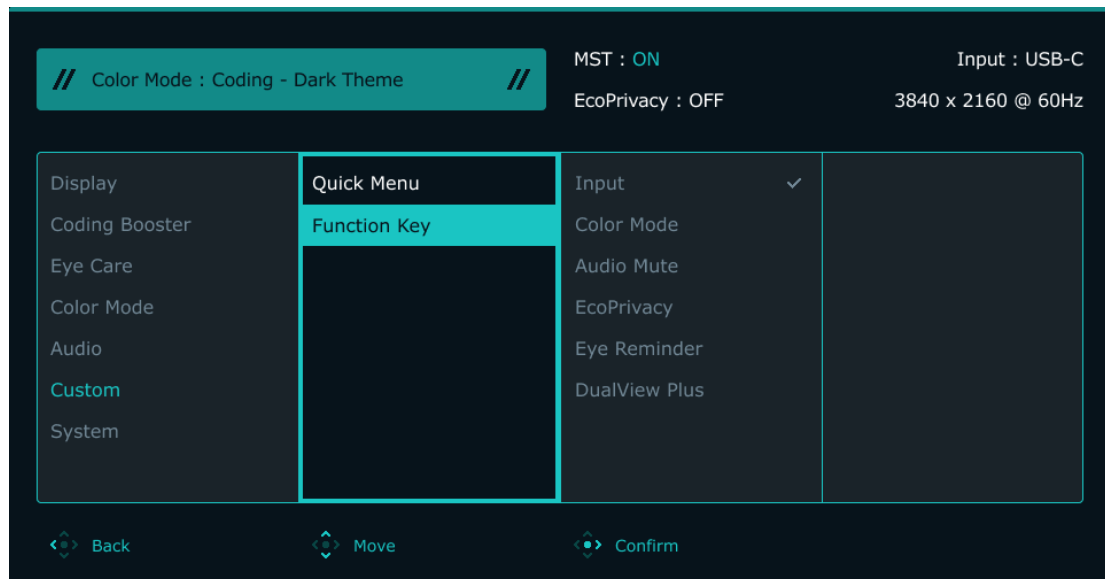 // Color Mode : Coding - Dark Theme //
MST : ON
Input : USB-C
EcoPrivacy : OFF
3840 x 2160 @ 60Hz
Display
Coding Booster
Eye Care
Color Mode
Audio
Custom
System
Quick Menu
Function Key
Input
Color Mode
Audio Mute
EcoPrivacy
Eye Reminder
DualView Plus
Back
Move
Confirm